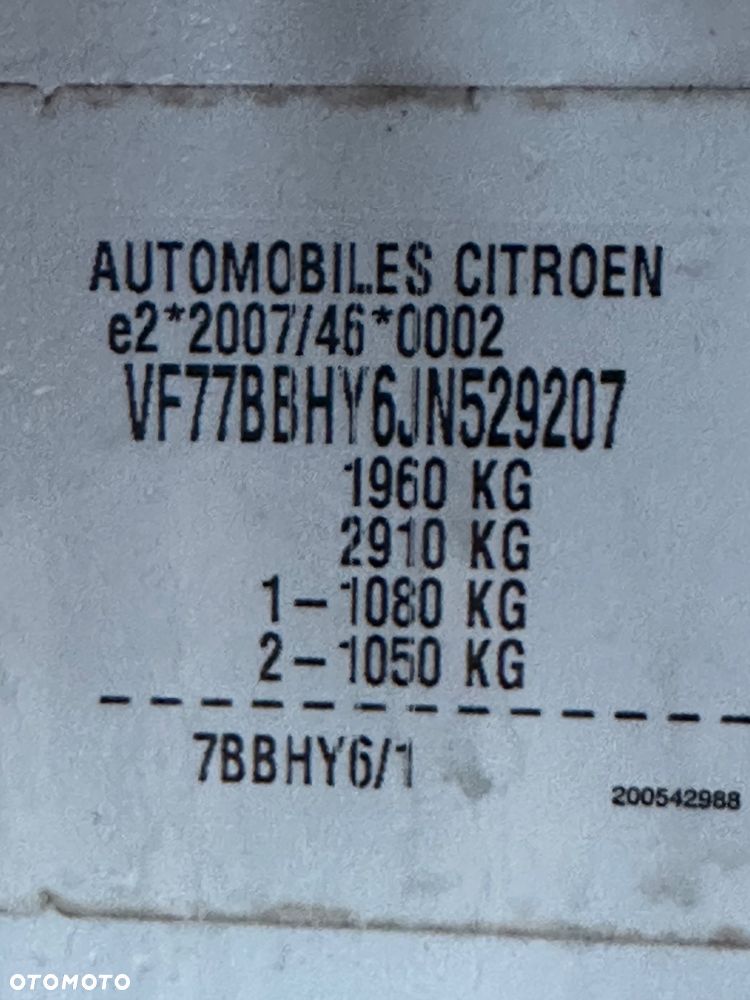 AUTOMOBILES CITROEN
e2*2007/46*0002
VF77BBHY6JN529207
1960 KG
2910 KG
1-1080 KG
2-1050 KG
7BBHY6/1
200542988
OTOMOTO